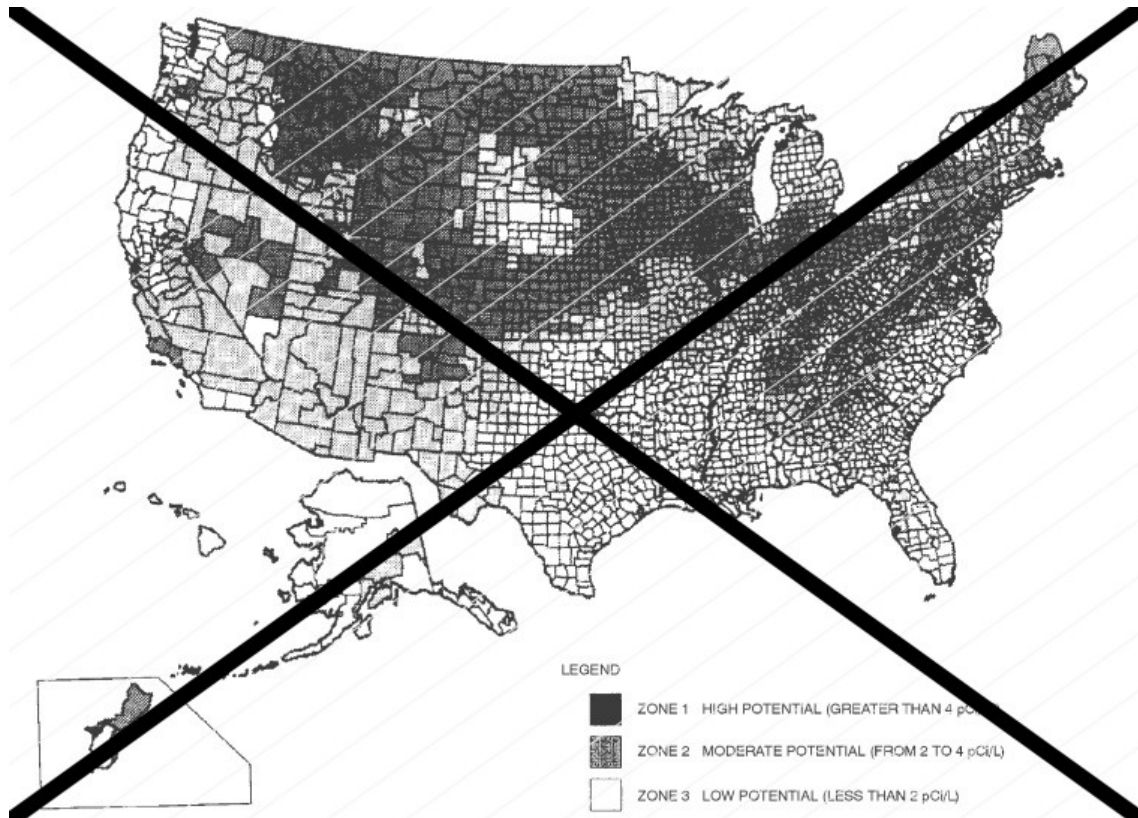 LEGEND
ZONE 1 HIGH POTENTIAL (GREATER THAN 4
ZONE 2 MODERATE POTENTIAL (FROM 2 TO 4 pCi/L)
ZONE 3 LOW POTENTIAL (LESS THAN 2 pCi/L)